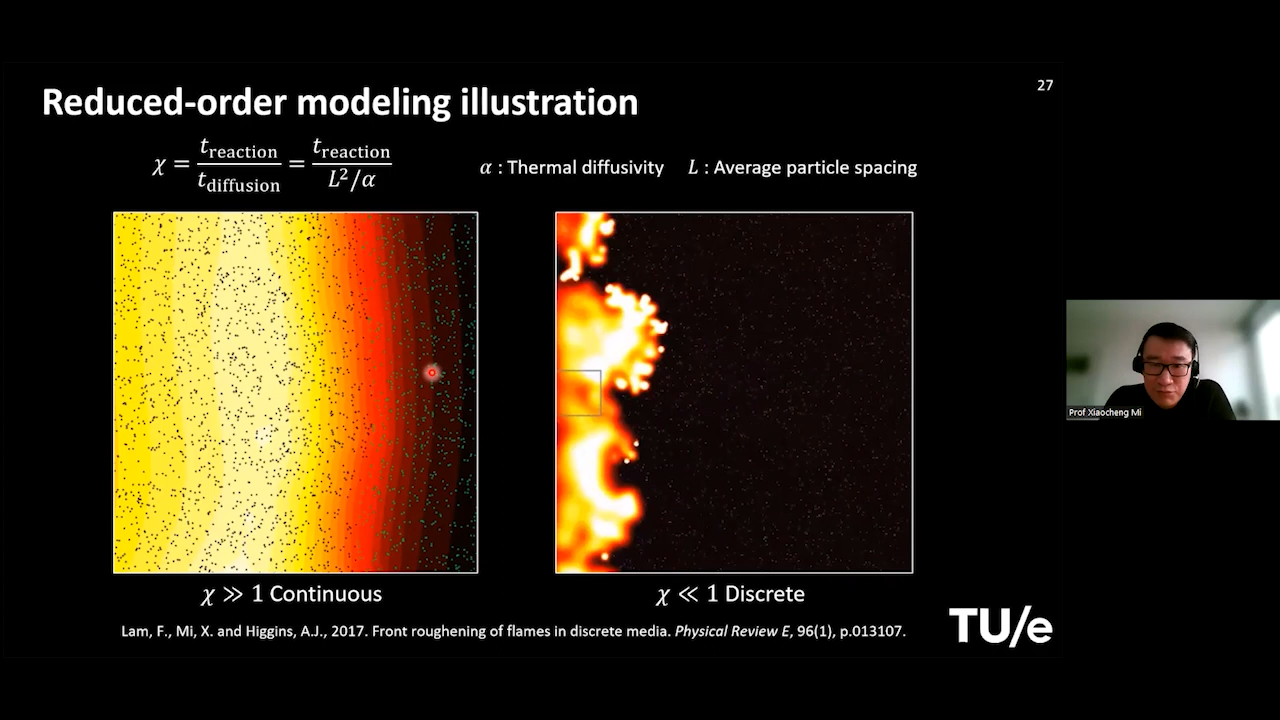 27
Reduced-order modeling illustration
χ = t_reaction / t_diffusion = t_reaction / (L²/α)
α : Thermal diffusivity L : Average particle spacing
χ ≫ 1 Continuous
χ ≪ 1 Discrete
Lam, F., Mi, X. and Higgins, A.J., 2017. Front roughening of flames in discrete media. Physical Review E, 96(1), p.013107.
TU/e
Prof Xiaocheng Mi